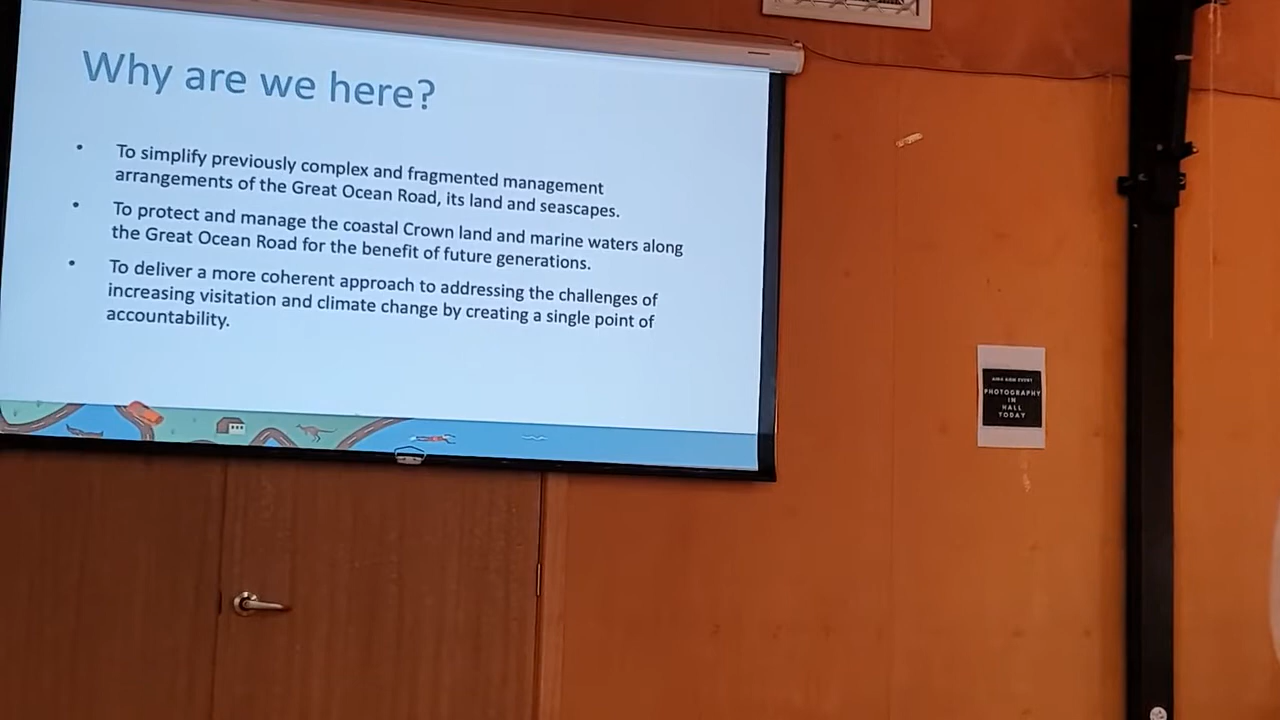 Why are we here?
• To simplify previously complex and fragmented management
arrangements of the Great Ocean Road, its land and seascapes.
• To protect and manage the coastal Crown land and marine waters along
the Great Ocean Road for the benefit of future generations.
• To deliver a more coherent approach to addressing the challenges of
increasing visitation and climate change by creating a single point of
accountability.
PHOTOGRAPHY
IN
HALL
TODAY